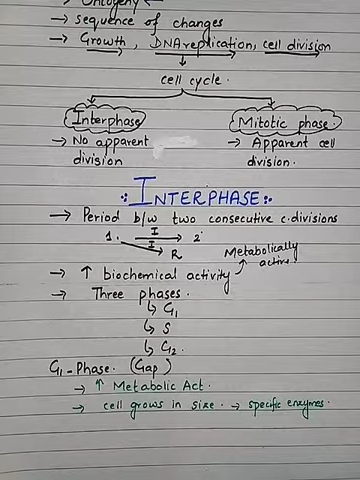 → Ontogeny ←
→ sequence of changes
→ Growth, DNA replication, cell division
cell cycle.
Interphase Mitotic phase
→ No apparent division → Apparent cell division.
INTERPHASE
→ Period b/w two consecutive c.divisions
1. I → 2
I → R Metabolically active
→ ↑ biochemical activity
→ Three phases.
↳ G₁
↳ S
↳ G₂
G₁-Phase. (Gap)
→ ↑ Metabolic Act.
→ cell grows in size. → specific enzymes.